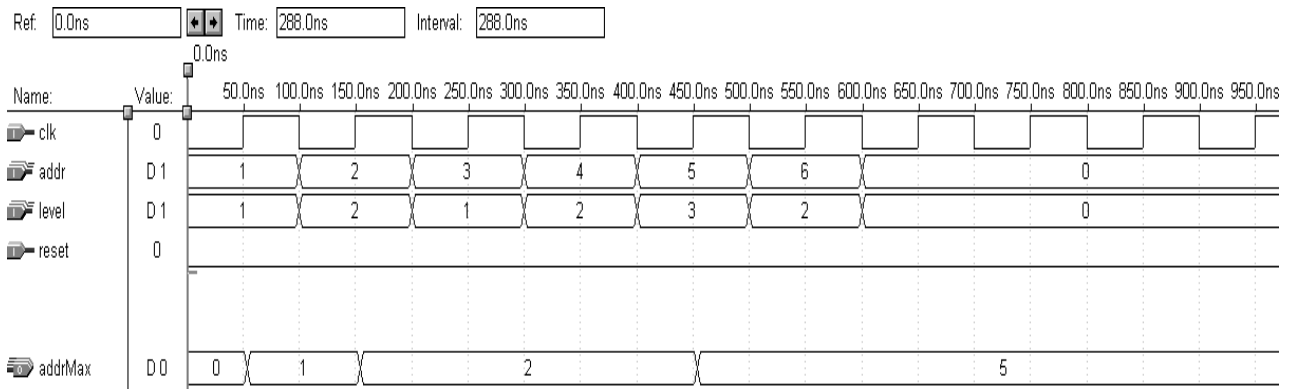 Ref: 0.0ns Time: 288.0ns Interval: 288.0ns
0.0ns
Name: Value: 50.0ns 100.0ns 150.0ns 200.0ns 250.0ns 300.0ns 350.0ns 400.0ns 450.0ns 500.0ns 550.0ns 600.0ns 650.0ns 700.0ns 750.0ns 800.0ns 850.0ns 900.0ns 950.0ns
clk 0
addr D 1 1 2 3 4 5 6 0
level D 1 1 2 1 2 3 2 0
reset 0
addrMax D 0 0 1 2 5